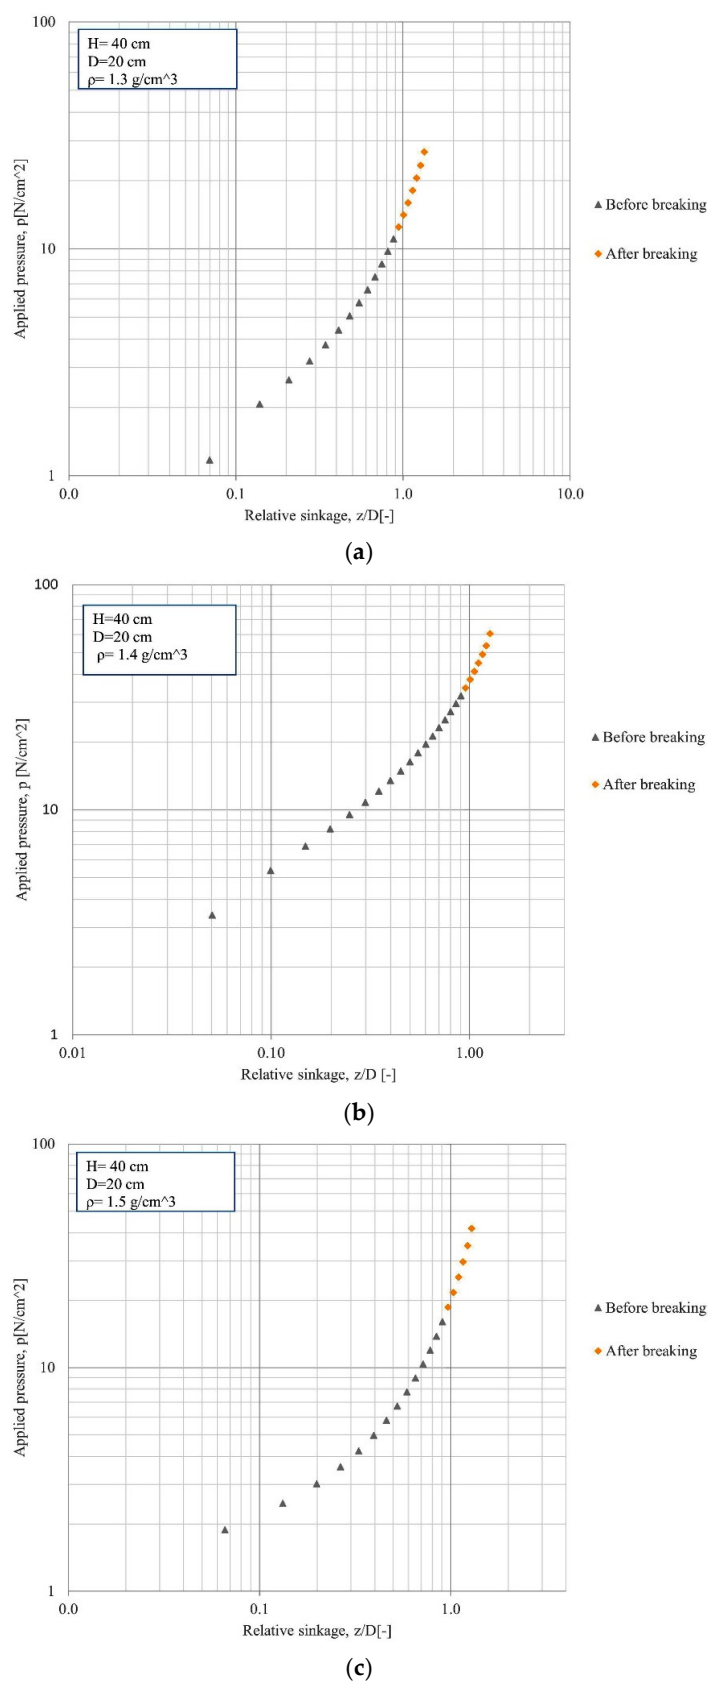 100
H= 40 cm
D=20 cm
ρ= 1.3 g/cm^3
Applied pressure, p[N/cm^2]
10
1
0.0 0.1 1.0 10.0
Relative sinkage, z/D[-]
Before breaking
After breaking
(a)
100
H=40 cm
D=20 cm
ρ= 1.4 g/cm^3
Applied pressure, p [N/cm^2]
10
1
0.01 0.10 1.00
Relative sinkage, z/D [-]
Before breaking
After breaking
(b)
100
H= 40 cm
D=20 cm
ρ= 1.5 g/cm^3
Applied pressure, p[N/cm^2]
10
1
0.0 0.1 1.0
Relative sinkage, z/D[-]
Before breaking
After breaking
(c)